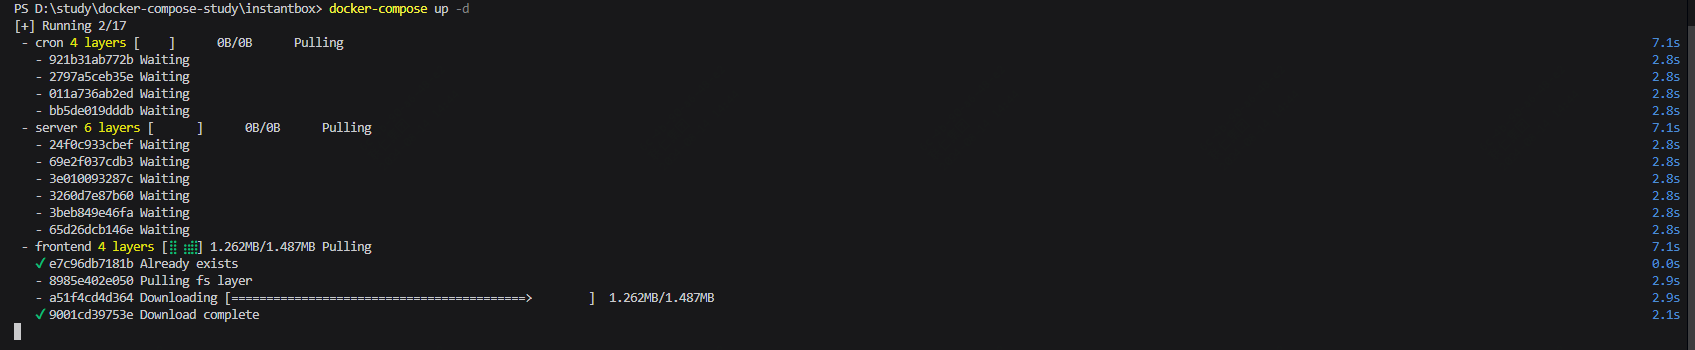 PS D:\study\docker-compose-study\instantbox> docker-compose up -d
[+] Running 2/17
 - cron 4 layers [    ]      0B/0B      Pulling 7.1s
   - 921b31ab772b Waiting 2.8s
   - 2797a5ceb35e Waiting 2.8s
   - 011a736ab2ed Waiting 2.8s
   - bb5de019dddb Waiting 2.8s
 - server 6 layers [      ]      0B/0B      Pulling 7.1s
   - 24f0c933cbef Waiting 2.8s
   - 69e2f037cdb3 Waiting 2.8s
   - 3e010093287c Waiting 2.8s
   - 3260d7e87b60 Waiting 2.8s
   - 3beb849e46fa Waiting 2.8s
   - 65d26dcb146e Waiting 2.8s
 - frontend 4 layers [⣿ ⣴⣿] 1.262MB/1.487MB Pulling 7.1s
   ✔ e7c96db7181b Already exists 0.0s
   - 8985e402e050 Pulling fs layer 2.9s
   - a51f4cd4d364 Downloading [==========================================>        ]  1.262MB/1.487MB 2.9s
   ✔ 9001cd39753e Download complete 2.1s